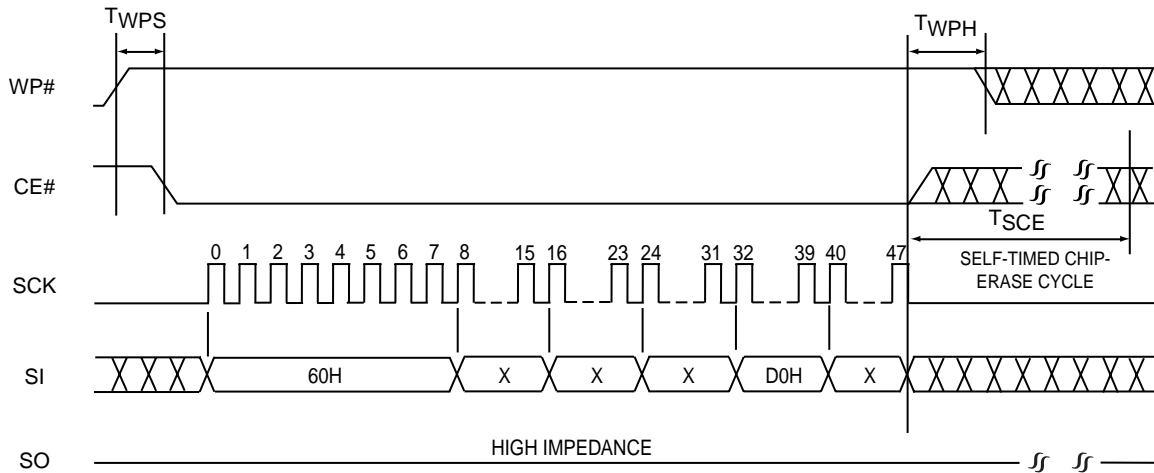 TWPS
TWPH
WP#
CE#
TSCE
0 1 2 3 4 5 6 7 8 15 16 23 24 31 32 39 40 47
SELF-TIMED CHIP-
ERASE CYCLE
SCK
SI
60H X X X D0H X
HIGH IMPEDANCE
SO